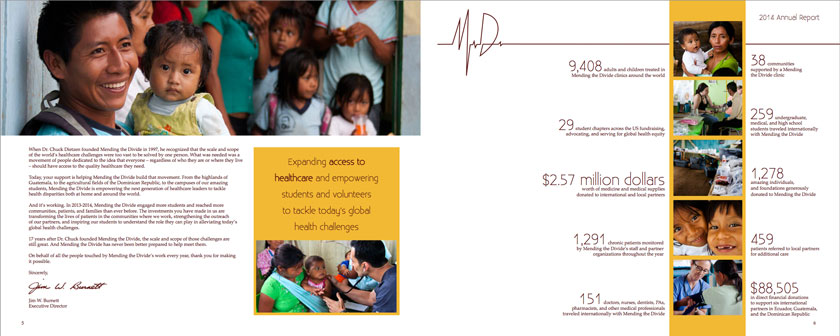 When Dr. Chuck Dietzen founded Mending the Divide in 1997, he recognized that the scale and scope
of the world's healthcare challenges were too vast to be solved by one person. What was needed was a
movement of people dedicated to the idea that everyone – regardless of who they are or where they live
– should have access to the quality healthcare they need.
Today, your support is helping Mending the Divide build that movement. From the highlands of
Guatemala, to the agricultural fields of the Dominican Republic, to the campuses of our amazing
students, Mending the Divide is empowering the next generation of healthcare leaders to tackle
health disparities both at home and around the world.
And it's working. In 2013-2014, Mending the Divide engaged more students and reached more
communities, patients, and families than ever before. The investments you have made in us are
transforming the lives of patients in the communities where we work, strengthening the outreach
of our partners, and inspiring our students to understand the role they can play in alleviating today's
global health challenges.
17 years after Dr. Chuck founded Mending the Divide, the scale and scope of those challenges are
still great. And Mending the Divide has never been better prepared to help meet them.
On behalf of all the people touched by Mending the Divide's work every year, thank you for making
it possible.
Sincerely,
Jim W. Burnett
Jim W. Burnett
Executive Director
5
Expanding access to
healthcare and empowering
students and volunteers
to tackle today's global
health challenges
MD
2014 Annual Report
9,408 adults and children treated in
Mending the Divide clinics around the world
29 student chapters across the US fundraising,
advocating, and serving for global health equity
$2.57 million dollars
worth of medicine and medical supplies
donated to international and local partners
1,291 chronic patients monitored
by Mending the Divide's staff and partner
organizations throughout the year
151 doctors, nurses, dentists, PAs,
pharmacists, and other medical professionals
traveled internationally with Mending the Divide
38 communities
supported by a Mending
the Divide clinic
259 undergraduate,
medical, and high school
students traveled internationally
with Mending the Divide
1,278
amazing individuals,
and foundations generously
donated to Mending the Divide
459
patients referred to local partners
for additional care
$88,505
in direct financial donations
to support six international
partners in Ecuador, Guatemala,
and the Dominican Republic
6